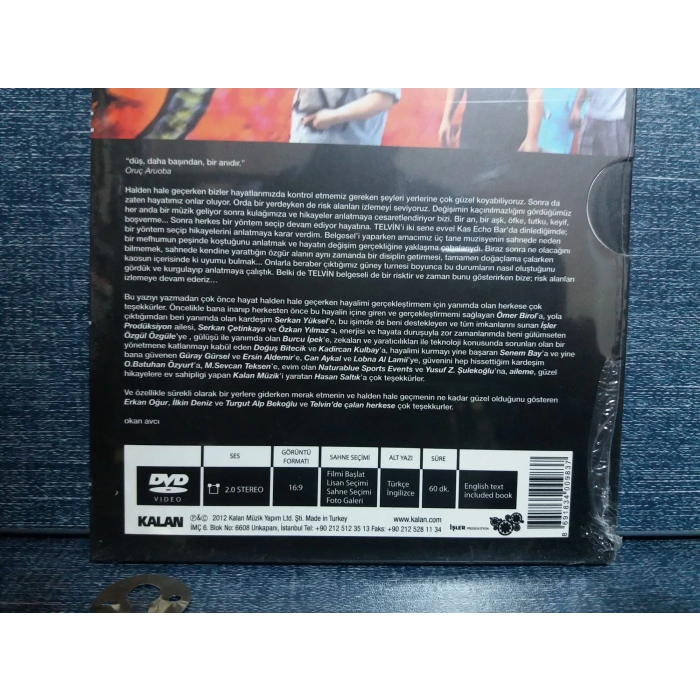 "düş, daha başından, bir anıdır."
Oruç Aruoba
Halden hale geçerken bizler hayatlarımızda kontrol etmemiz gereken şeyleri yerlerine çok güzel koyabiliyoruz. Sonra da
zaten hayatımız onlar oluyor. Orda bir yerdeyken de risk alanları izlemeyi seviyoruz. Değişimin kaçınılmazlığını gördüğümüz
her anda bir müzik geliyor sonra kulağımıza ve hikayeler anlatmaya cesaretlendiriyor bizi. Bir an, bir aşk, öfke, tutku, keyif,
boşverme... Sonra herkes bir yöntem seçip devam ediyor hayatına. TELVİN'i iki sene evvel Kas Echo Bar'da dinlediğimde;
bir yöntem seçip hikayelerini anlatmaya karar verdim. Belgesel'i yaparken amacımız üç tane muzisyenin sahnede neden
bir mefhumun peşinde koştuğunu anlatmak ve hayatın değişim gerçekliğine yaklaşma çabalarıydı. Biraz sonra ne olacağını
bilmemek, sahnede kendine yarattığın özgür alanın aynı zamanda bir disiplin getirmesi, tamamen doğaçlama çalarken
kaosun içerisinde ki uyumu bulmak... Onlarla beraber çıktığımız güney turnesi boyunca bu durumların nasıl oluştuğunu
gördük ve kurgulayıp anlatmaya çalıştık. Belki de TELVİN belgeseli de bir risktir ve zaman bunu gösterecek bize; risk alanları
izlemeye devam ederiz...
Bu yazıyı yazmadan çok önce hayat halden hale geçerken hayalimi gerçekleştirmem için yanımda olan herkese çok
teşekkürler. Öncelikle bana inanıp herkesten önce bu hayalin içine giren ve gerçekleştirmemi sağlayan Ömer Birol'a, yola
çıktığımdan beri yanımda olan kardeşim Serkan Yüksel'e, bu işimde de beni destekleyen ve tüm imkanlarını sunan İşler
Prodüksiyon ailesi, Serkan Çetinkaya ve Özkan Yılmaz'a, enerjisi ve hayata duruşuyla zor zamanlarımda beni gülümseten
Özgül Özgüle'ye , gülüşü ile yanımda olan Burcu İpek'e, zekaları ve yaratıcılıkları ile teknoloji konusunda sorunları olan bir
yönetmene katlanmayı kabül eden Doğuş Bitecik ve Kadircan Kulbay'a, hayalimi kurmayı yine başaran Senem Bay'a ve yine
bana güvenen Güray Gürsel ve Ersin Aldemir'e, Can Aykal ve Lobna Al Lamii'ye, güvenini hep hissettiğim kardeşim
O.Batuhan Özyurt'a, M.Sevcan Teksen'e, evim olan Naturablue Sports Events ve Yusuf Z. Şulekoğlu'na, aileme, güzel
hikayelere ev sahipligi yapan Kalan Müzik'i yaratan Hasan Saltık'a çok teşekkürler.
Ve özellikle sürekli olarak bir yerlere giderken merak etmenin ve halden hale geçmenin ne kadar güzel olduğunu gösteren
Erkan Oğur, İlkin Deniz ve Turgut Alp Bekoğlu ve Telvin'de çalan herkese çok teşekkürler.
okan avcı
SES
GÖRÜNTÜ FORMATI
SAHNE SEÇİMİ
ALT YAZI
SÜRE
DVD
VIDEO
2.0 STEREO
16:9
Filmi Başlat
Lisan Seçimi
Sahne Seçimi
Foto Galeri
Türkçe
İngilizce
60 dk.
English text
included book
KALAN
℗&© 2012 Kalan Müzik Yapım Ltd. Şti. Made in Turkey
İMÇ 6. Blok No: 6608 Unkapanı, İstanbul Tel: +90 212 512 35 13 Faks: +90 212 528 11 34
www.kalan.com
İŞLER PRODUCTION
8 691834 009837